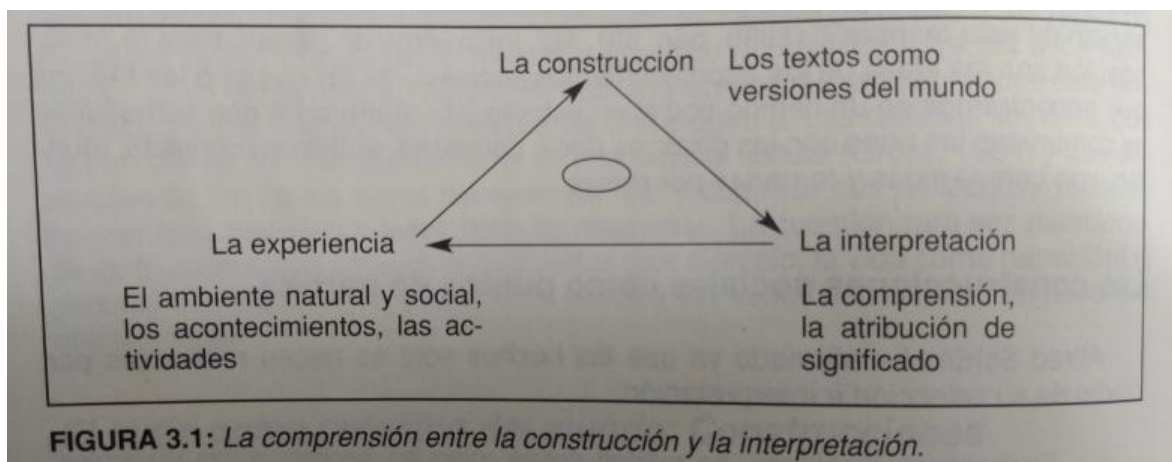 La construcción
Los textos como
versiones del mundo
La experiencia
La interpretación
El ambiente natural y social,
los acontecimientos, las ac-
tividades
La comprensión,
la atribución de
significado
FIGURA 3.1: La comprensión entre la construcción y la interpretación.